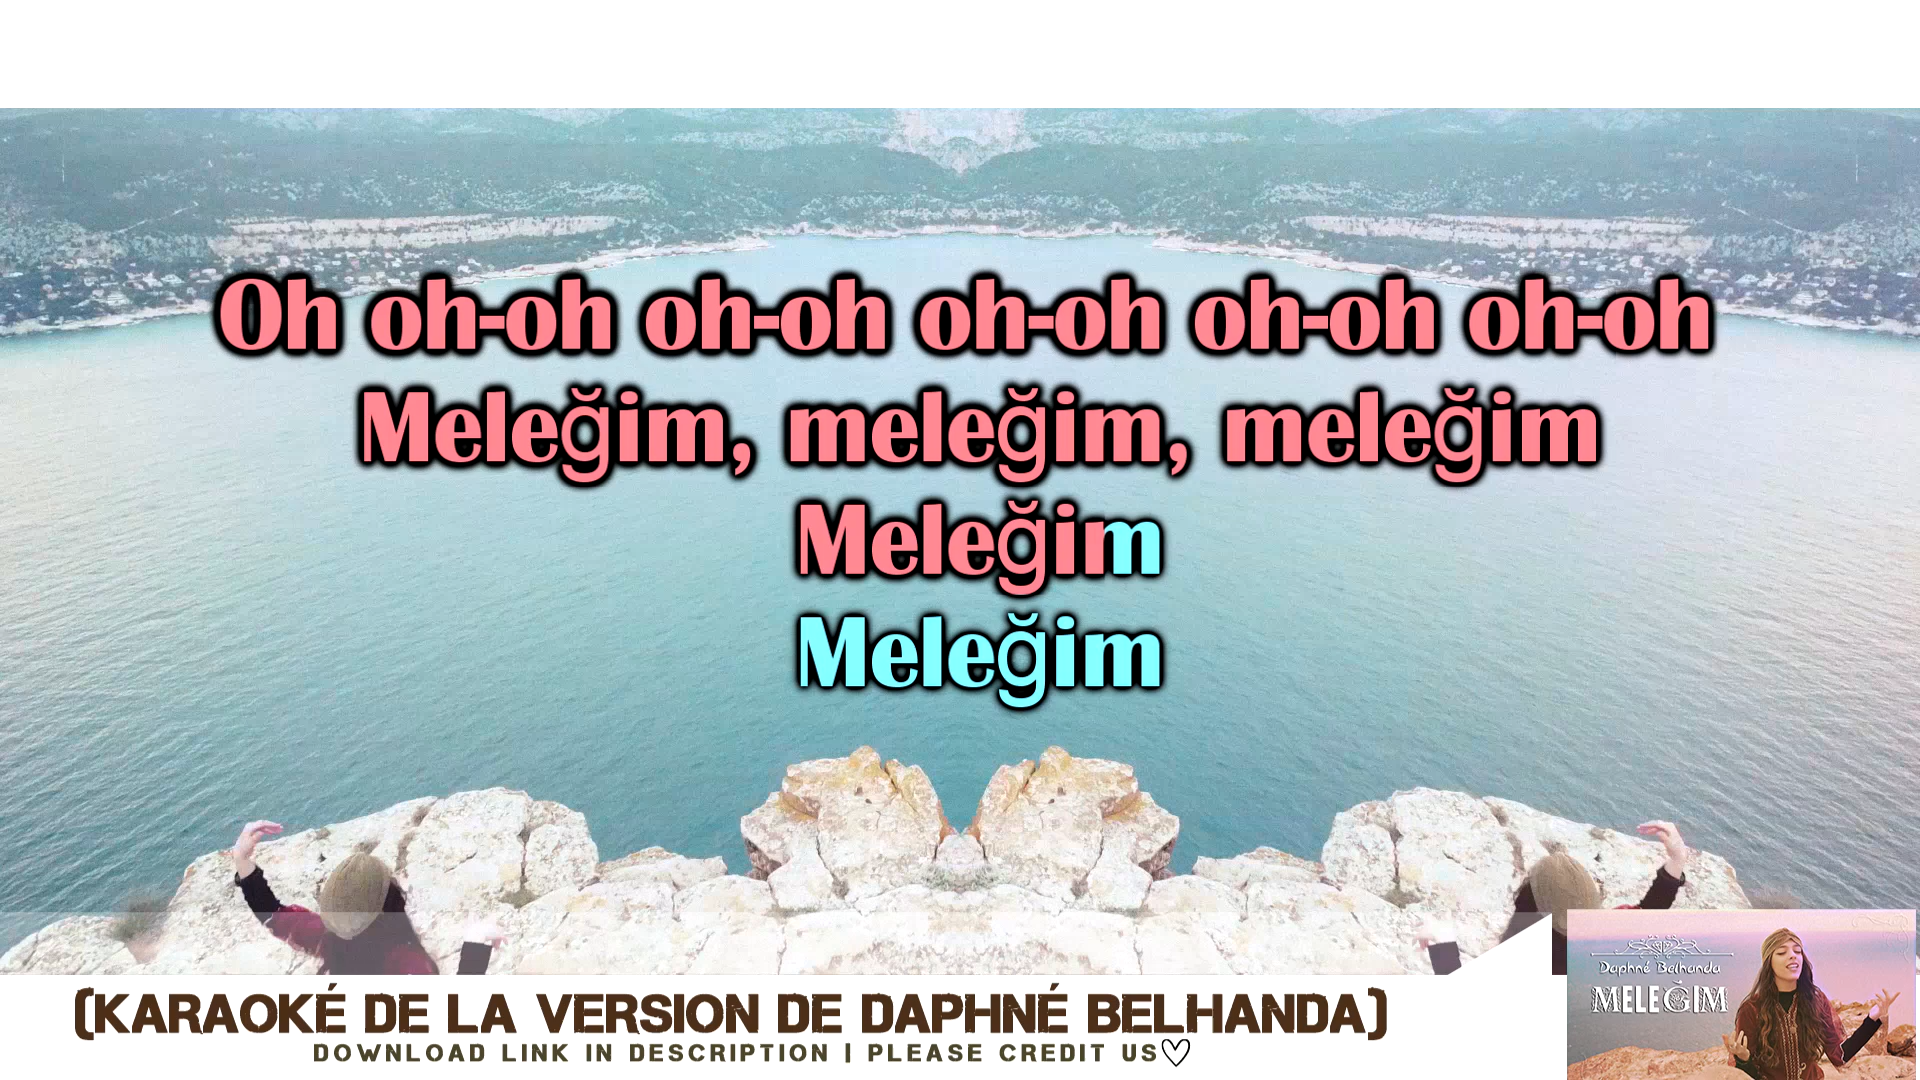 Oh oh-oh oh-oh oh-oh oh-oh oh-oh
Meleğim, meleğim, meleğim
Meleğim
Meleğim
(KARAOKÉ DE LA VERSION DE DAPHNÉ BELHANDA)
DOWNLOAD LINK IN DESCRIPTION | PLEASE CREDIT US♡
Daphné Belhanda
MELEĞIM